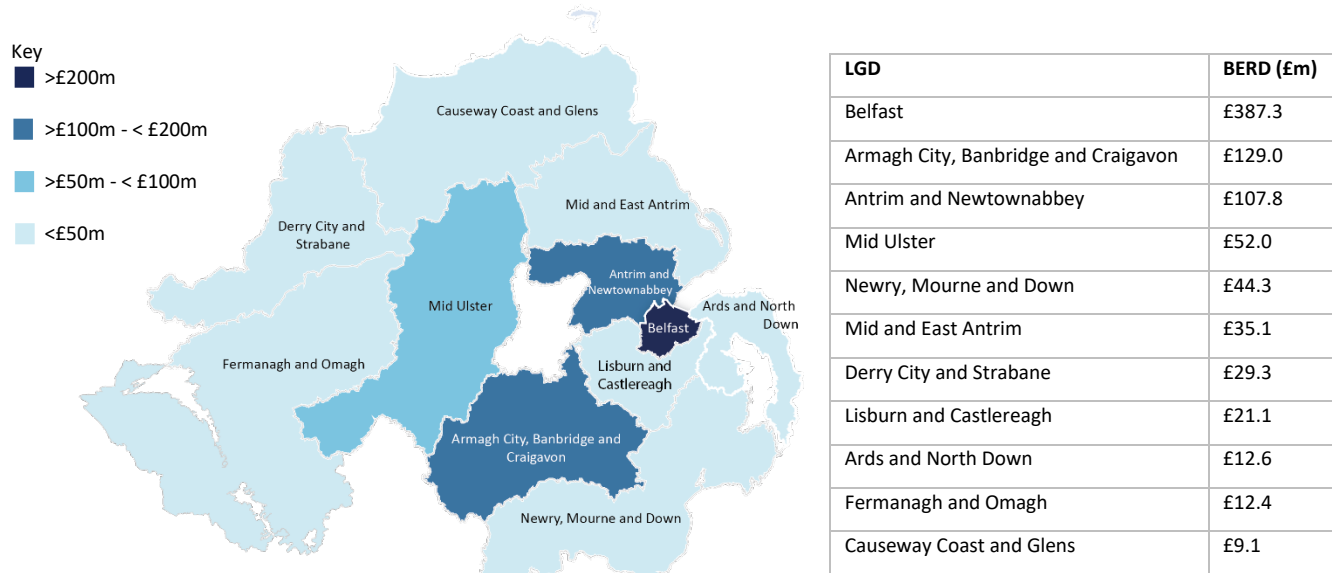 Key
>£200m
>£100m - < £200m
>£50m - < £100m
<£50m
Causeway Coast and Glens
Mid and East Antrim
Derry City and
Strabane
Antrim and
Newtownabbey
Mid Ulster
Ards and North
Down
Belfast
Fermanagh and Omagh
Lisburn and
Castlereagh
Armagh City, Banbridge and
Craigavon
Newry, Mourne and Down
LGD BERD (£m)
Belfast £387.3
Armagh City, Banbridge and Craigavon £129.0
Antrim and Newtownabbey £107.8
Mid Ulster £52.0
Newry, Mourne and Down £44.3
Mid and East Antrim £35.1
Derry City and Strabane £29.3
Lisburn and Castlereagh £21.1
Ards and North Down £12.6
Fermanagh and Omagh £12.4
Causeway Coast and Glens £9.1